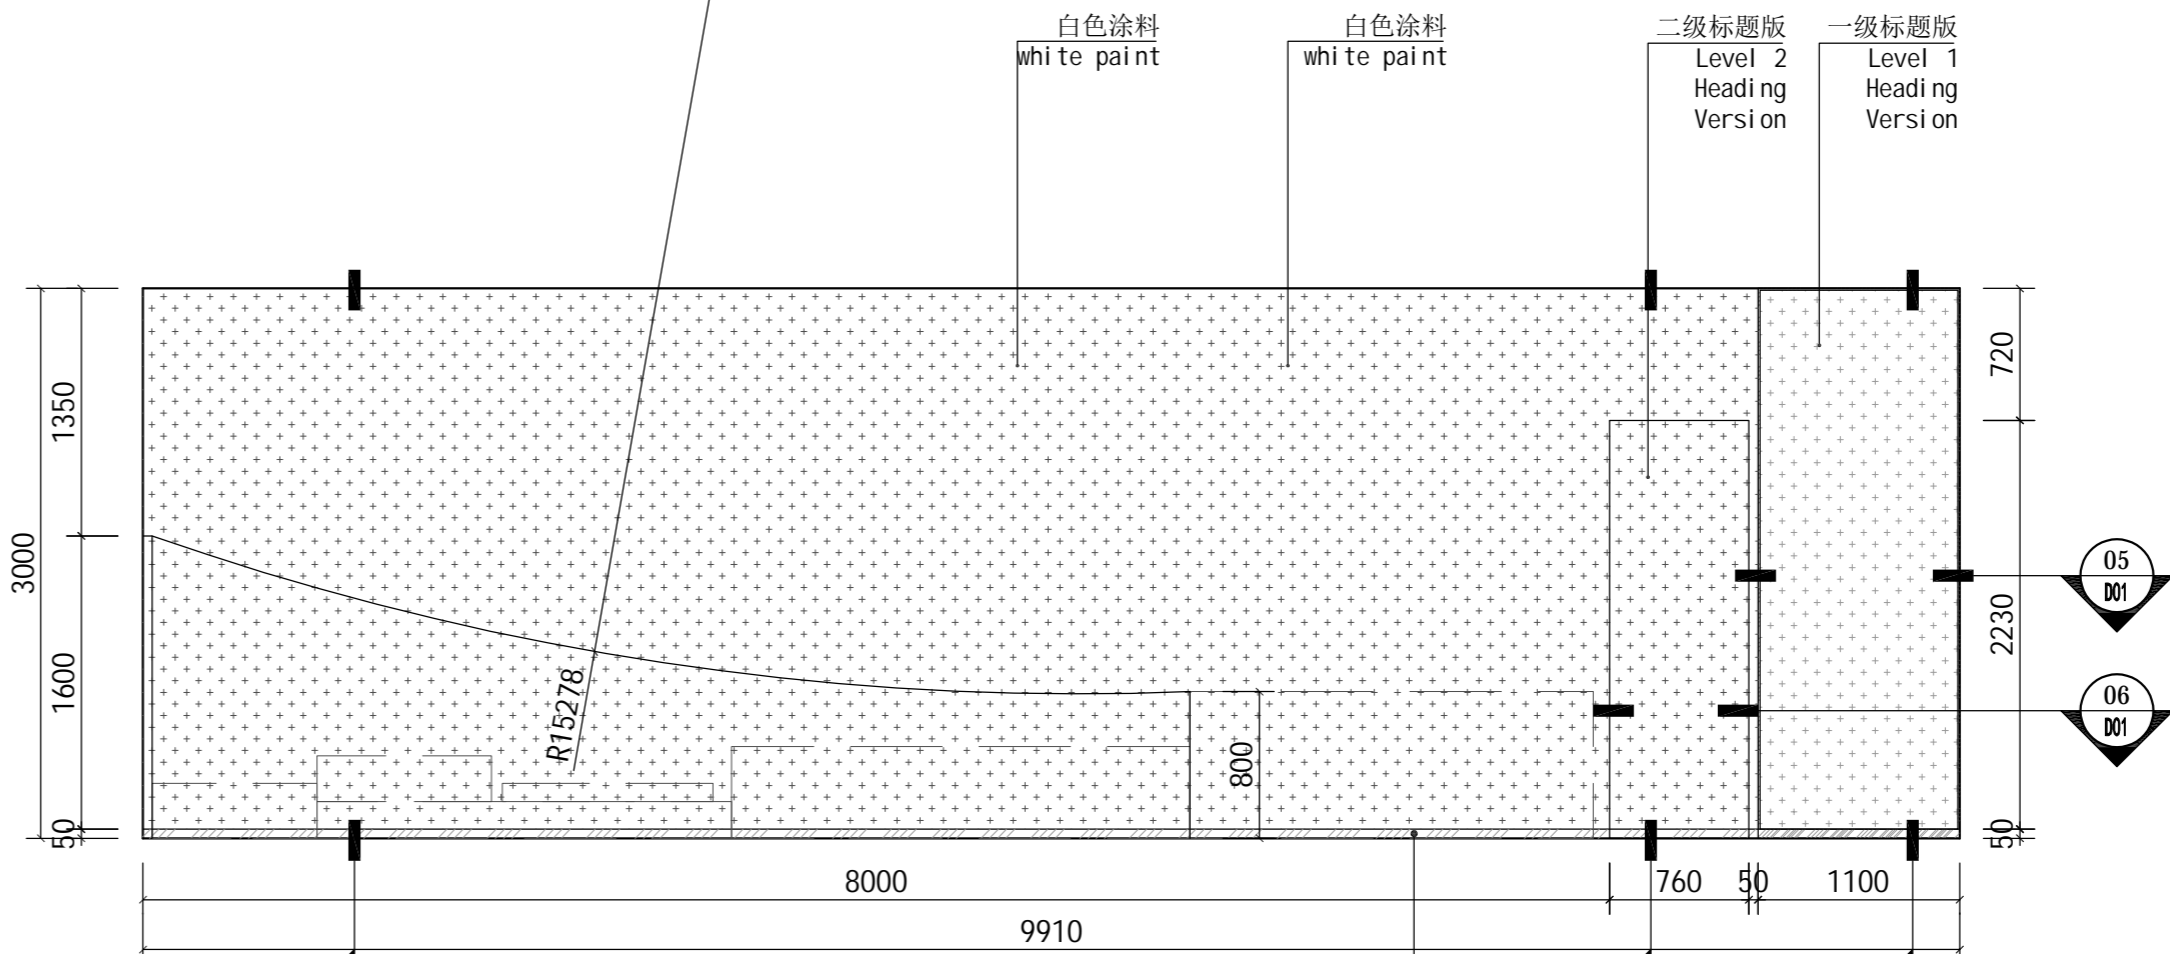 白色涂料
white paint
白色涂料
white paint
二级标题版
Level 2
Heading
Version
一级标题版
Level 1
Heading
Version
3000
1350
1600
50
R15278
800
720
2230
50
05
D01
06
D01
8000
760
50
1100
9910